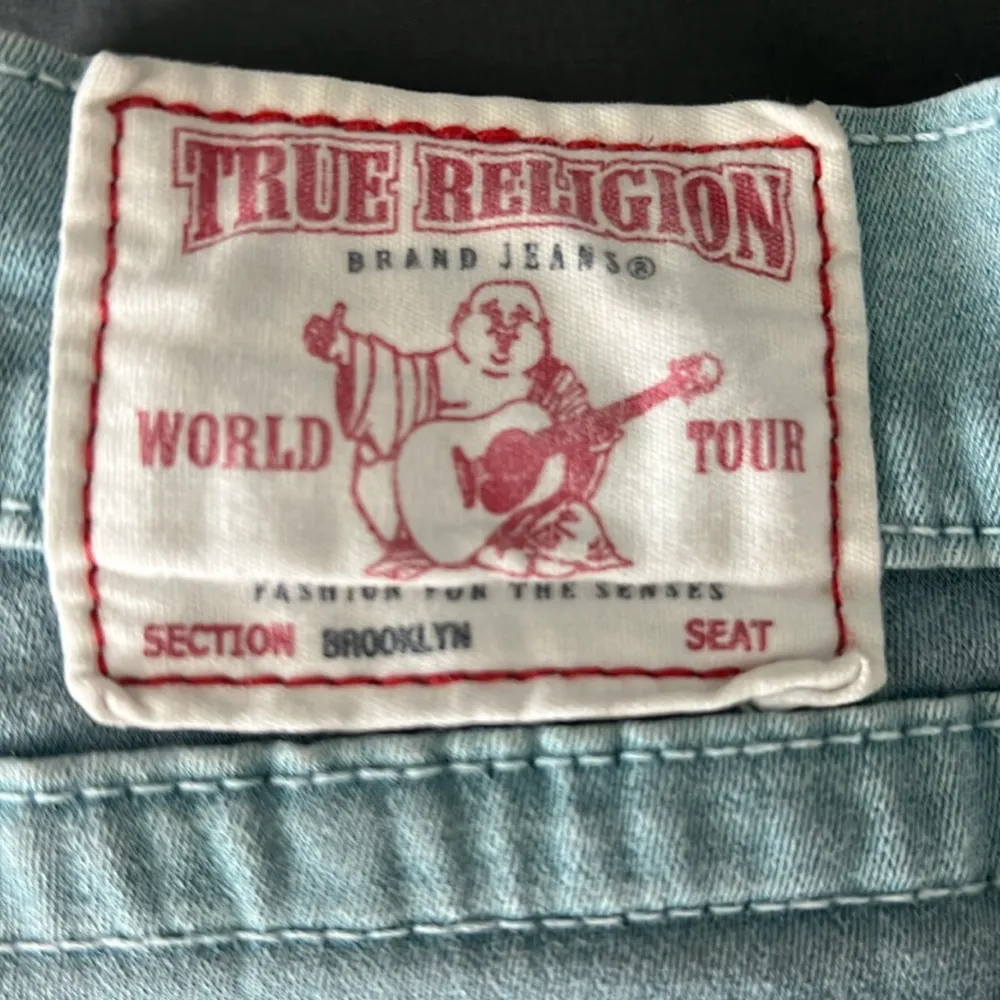 TRUE RELIGION
BRAND JEANS®
WORLD TOUR
FASHION FOR THE SENSES
SECTION BROOKLYN SEAT